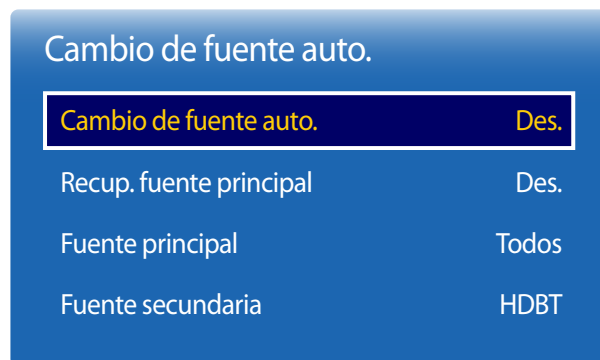 Cambio de fuente auto.
Cambio de fuente auto. Des.
Recup. fuente principal Des.
Fuente principal Todos
Fuente secundaria HDBT